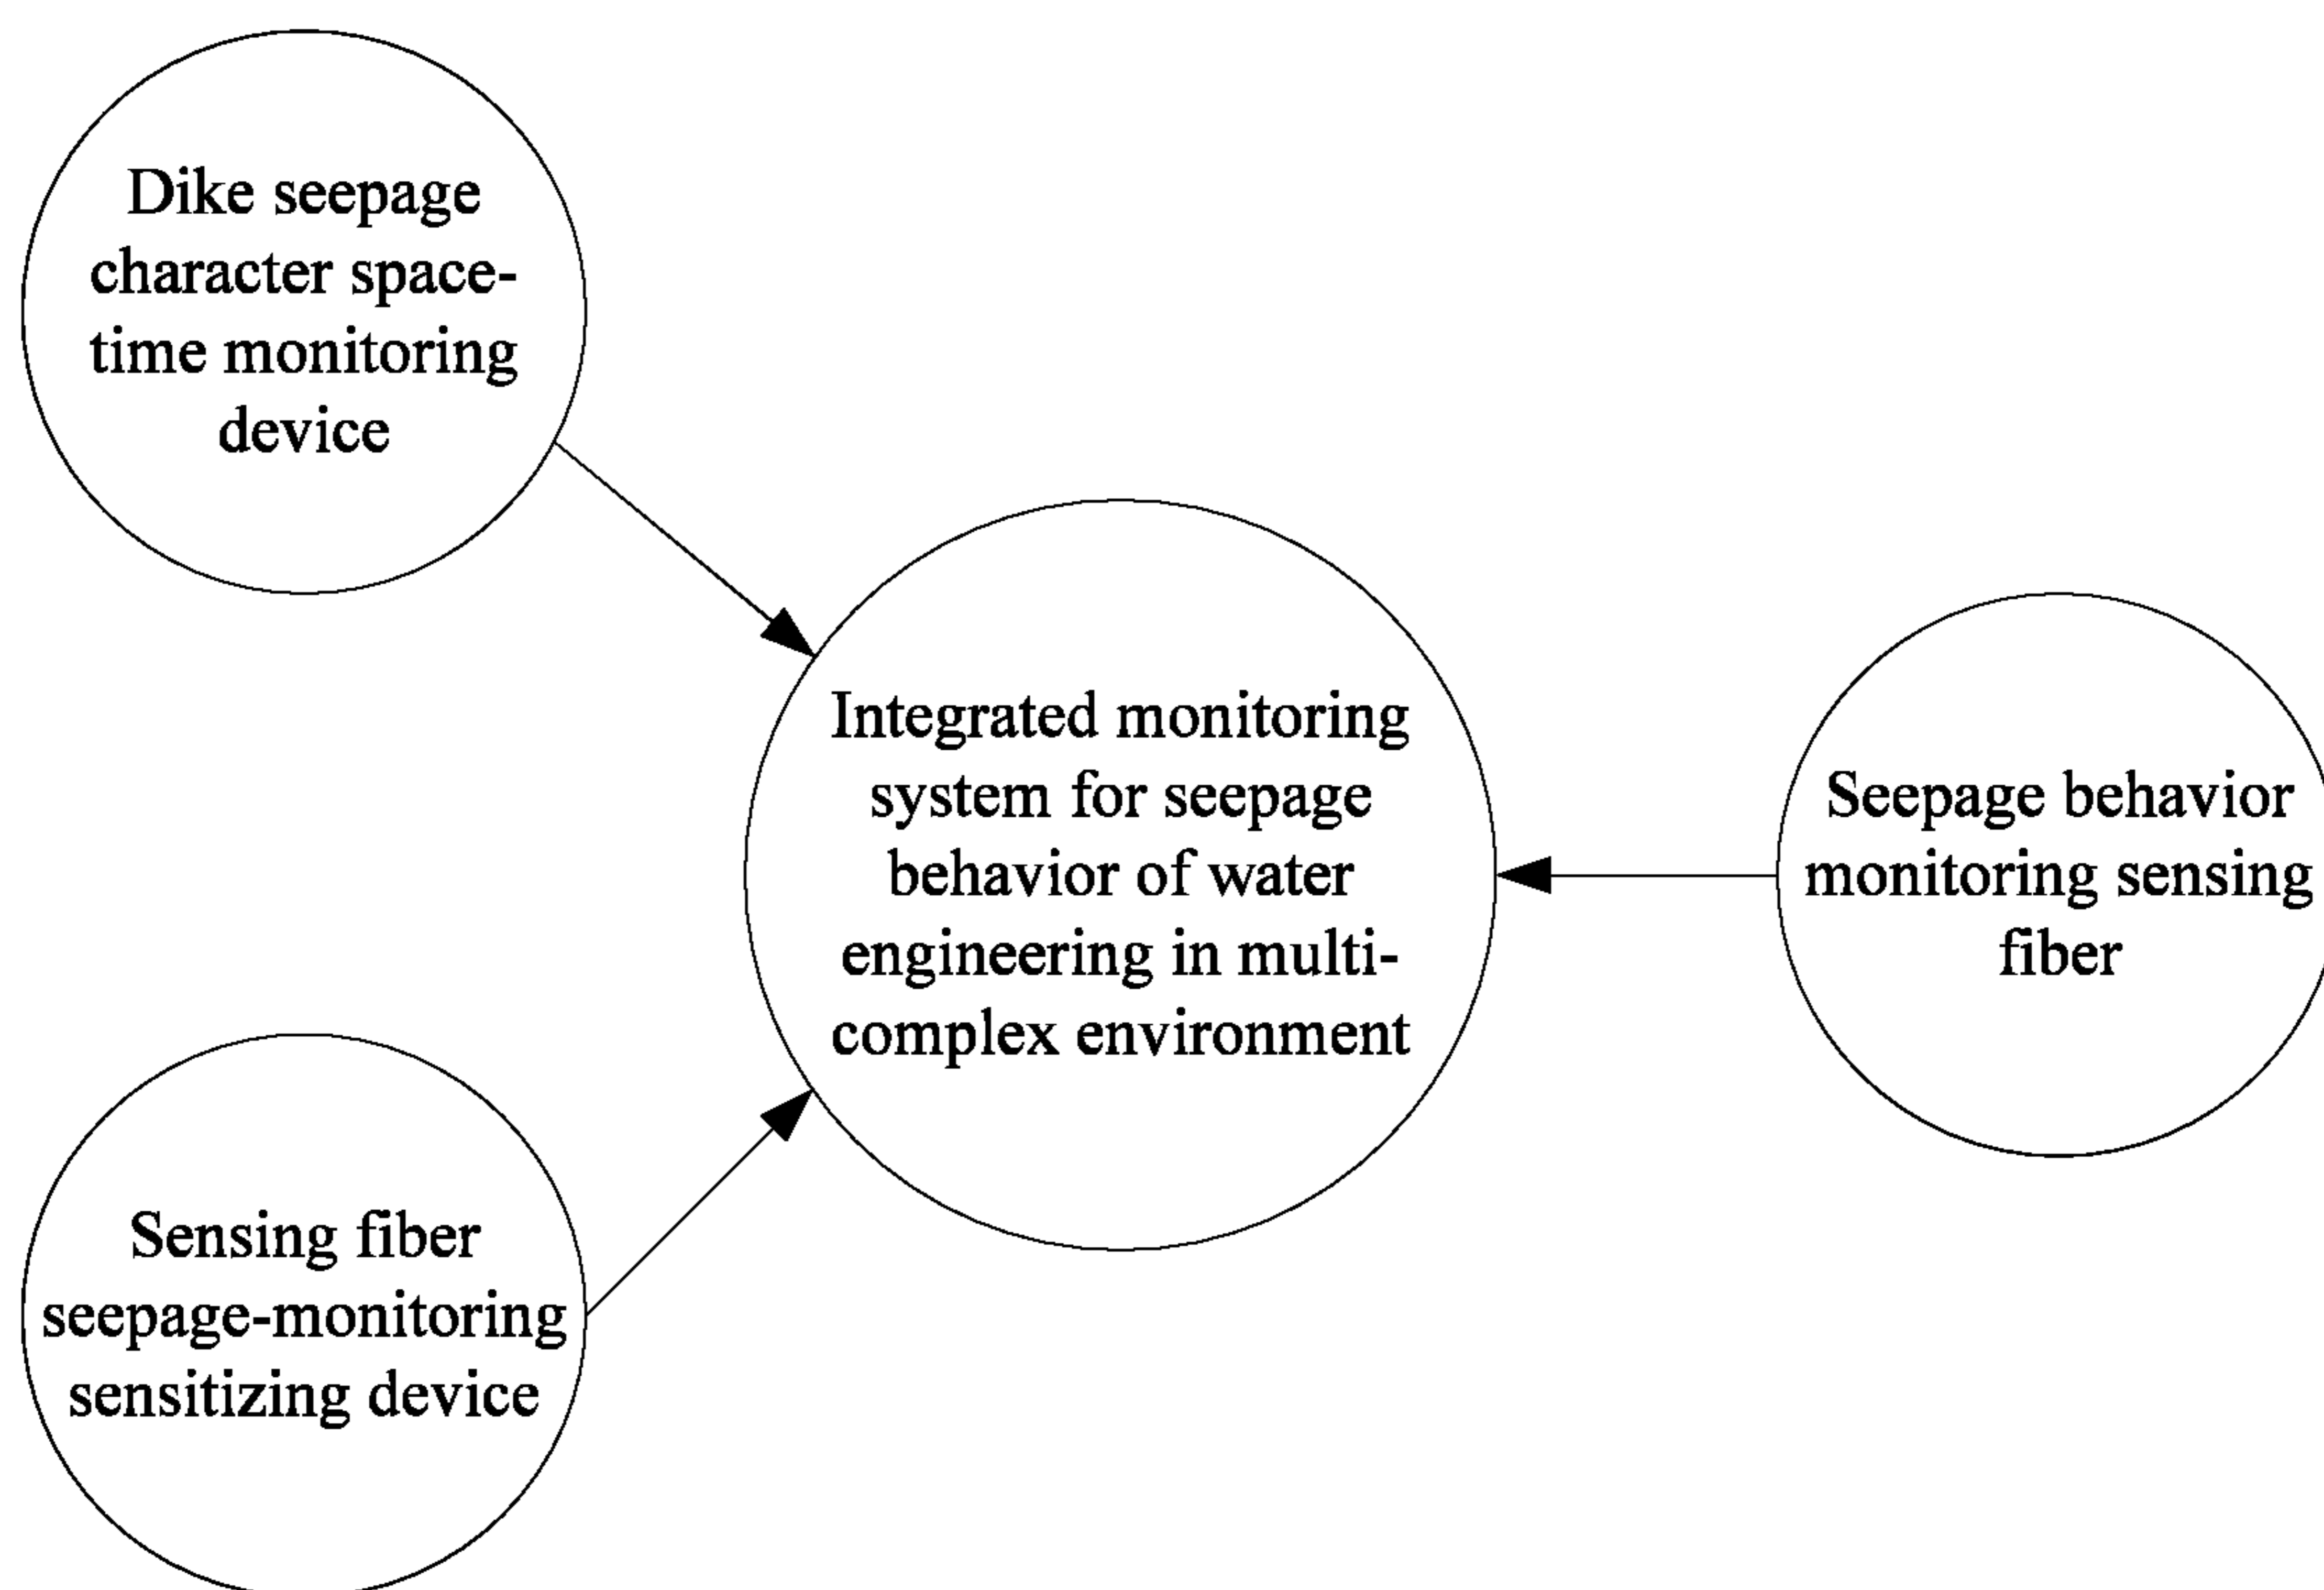 Dike seepage
character space-
time monitoring
device
Integrated monitoring
system for seepage
behavior of water
engineering in multi-
complex environment
Seepage behavior
monitoring sensing
fiber
Sensing fiber
seepage-monitoring
sensitizing device